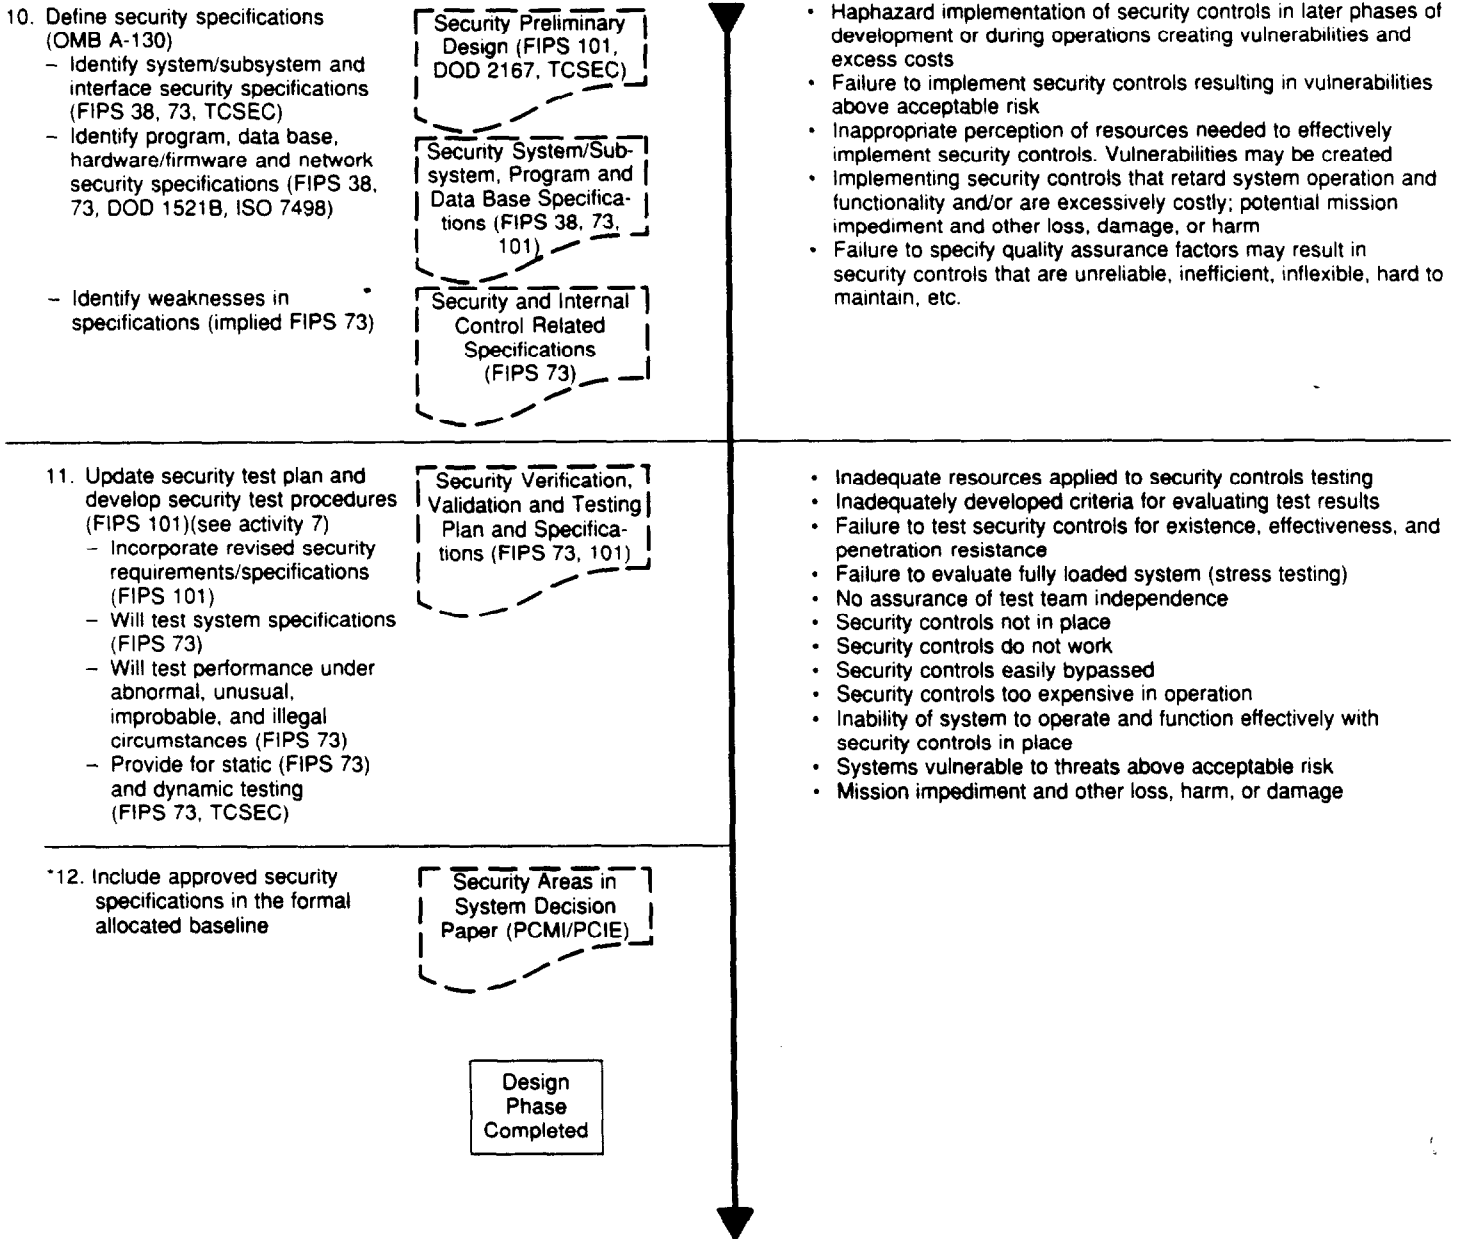 10. Define security specifications
(OMB A-130)
– Identify system/subsystem and
interface security specifications
(FIPS 38, 73, TCSEC)
– Identify program, data base,
hardware/firmware and network
security specifications (FIPS 38,
73, DOD 1521B, ISO 7498)
– Identify weaknesses in
specifications (implied FIPS 73)
Security Preliminary
Design (FIPS 101,
DOD 2167, TCSEC)
Security System/Sub-
system, Program and
Data Base Specifica-
tions (FIPS 38, 73,
101)
Security and Internal
Control Related
Specifications
(FIPS 73)
• Haphazard implementation of security controls in later phases of
development or during operations creating vulnerabilities and
excess costs
• Failure to implement security controls resulting in vulnerabilities
above acceptable risk
• Inappropriate perception of resources needed to effectively
implement security controls. Vulnerabilities may be created
• Implementing security controls that retard system operation and
functionality and/or are excessively costly; potential mission
impediment and other loss, damage, or harm
• Failure to specify quality assurance factors may result in
security controls that are unreliable, inefficient, inflexible, hard to
maintain, etc.
11. Update security test plan and
develop security test procedures
(FIPS 101)(see activity 7)
– Incorporate revised security
requirements/specifications
(FIPS 101)
– Will test system specifications
(FIPS 73)
– Will test performance under
abnormal, unusual,
improbable, and illegal
circumstances (FIPS 73)
– Provide for static (FIPS 73)
and dynamic testing
(FIPS 73, TCSEC)
Security Verification,
Validation and Testing
Plan and Specifica-
tions (FIPS 73, 101)
• Inadequate resources applied to security controls testing
• Inadequately developed criteria for evaluating test results
• Failure to test security controls for existence, effectiveness, and
penetration resistance
• Failure to evaluate fully loaded system (stress testing)
• No assurance of test team independence
• Security controls not in place
• Security controls do not work
• Security controls easily bypassed
• Security controls too expensive in operation
• Inability of system to operate and function effectively with
security controls in place
• Systems vulnerable to threats above acceptable risk
• Mission impediment and other loss, harm, or damage
*12. Include approved security
specifications in the formal
allocated baseline
Security Areas in
System Decision
Paper (PCMI/PCIE)
Design
Phase
Completed